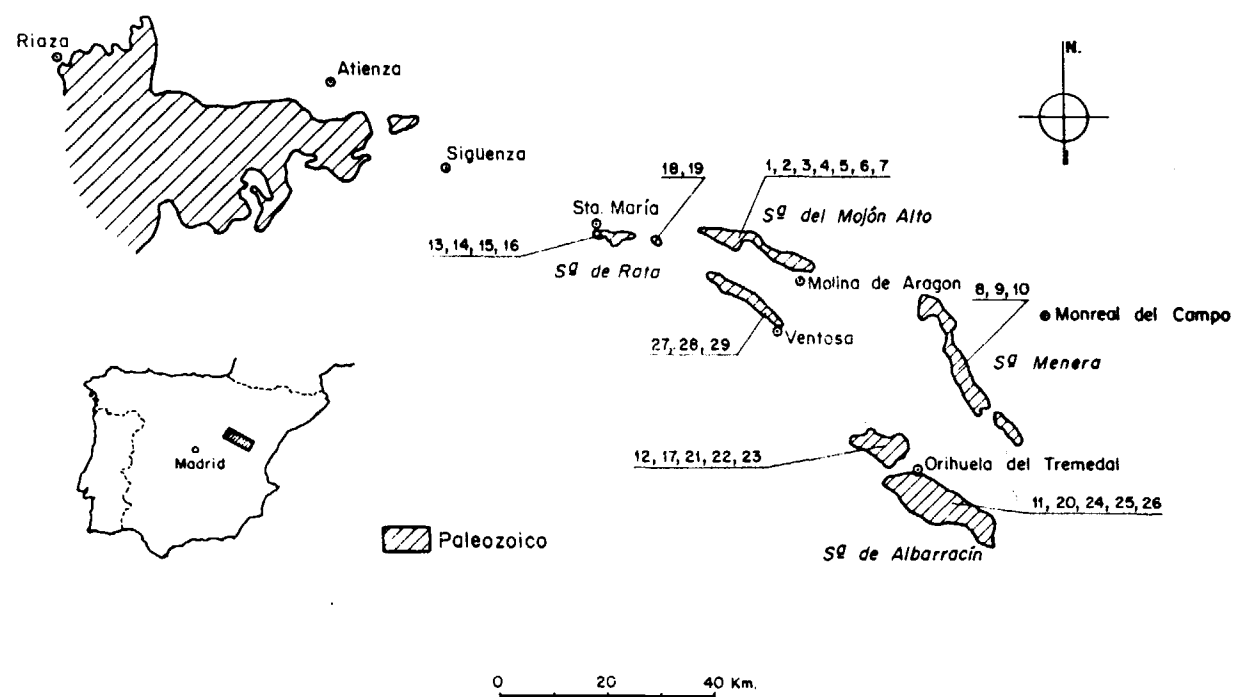 Riaza
Atienza
N.
Sigüenza
18, 19
1, 2, 3, 4, 5, 6, 7
Sta. María
Sª del Mojón Alto
13, 14, 15, 16
Sª de Rata
Molina de Aragon
8, 9, 10
Monreal del Campo
27, 28, 29
Ventosa
Sª Menera
Madrid
12, 17, 21, 22, 23
Orihuela del Tremedal
11, 20, 24, 25, 26
Paleozoico
Sª de Albarracín
0 20 40 Km.